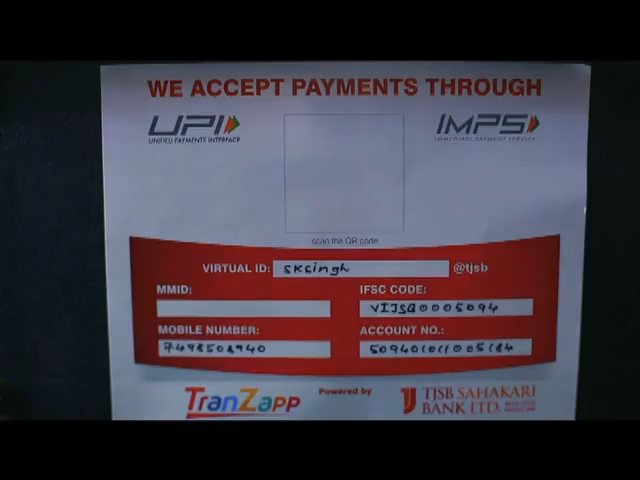 WE ACCEPT PAYMENTS THROUGH
UPI
UNIFIED PAYMENTS INTERFACE
IMPS
IMMEDIATE PAYMENT SERVICE
scan the QR code
VIRTUAL ID: sksingh @tjsb
MMID:
IFSC CODE:
MOBILE NUMBER:
ACCOUNT NO.:
TranZapp
Powered by
TJSB SAHAKARI
BANK LTD.